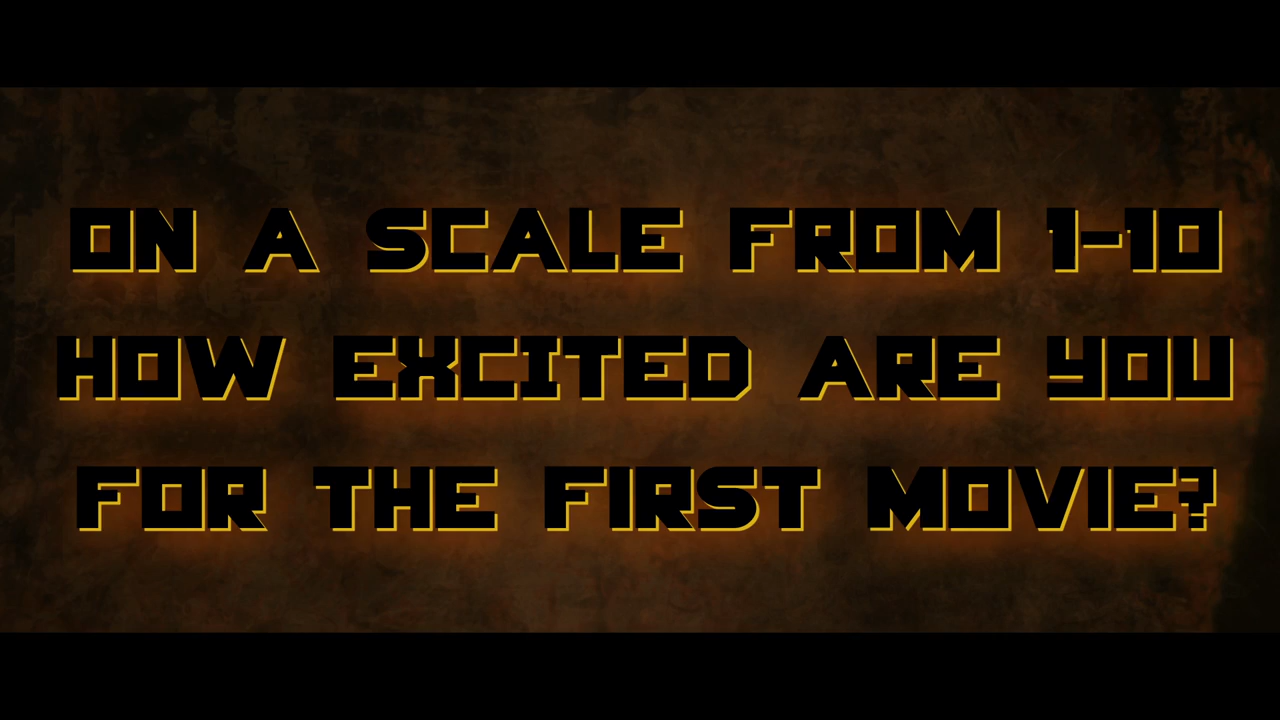 ON A SCALE FROM 1-10
HOW EXCITED ARE YOU
FOR THE FIRST MOVIE?